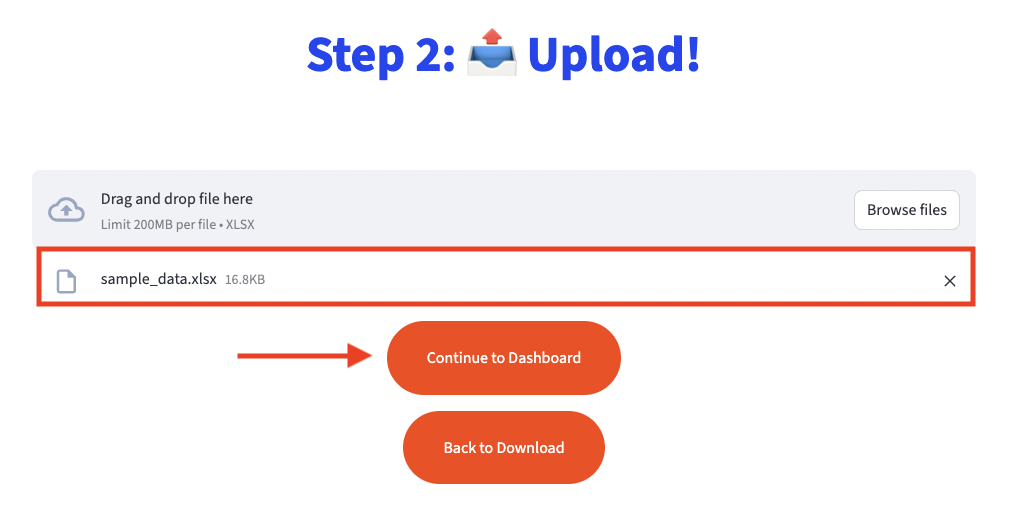 Step 2: 📤 Upload!
Drag and drop file here
Limit 200MB per file • XLSX
Browse files
sample_data.xlsx 16.8KB
Continue to Dashboard
Back to Download